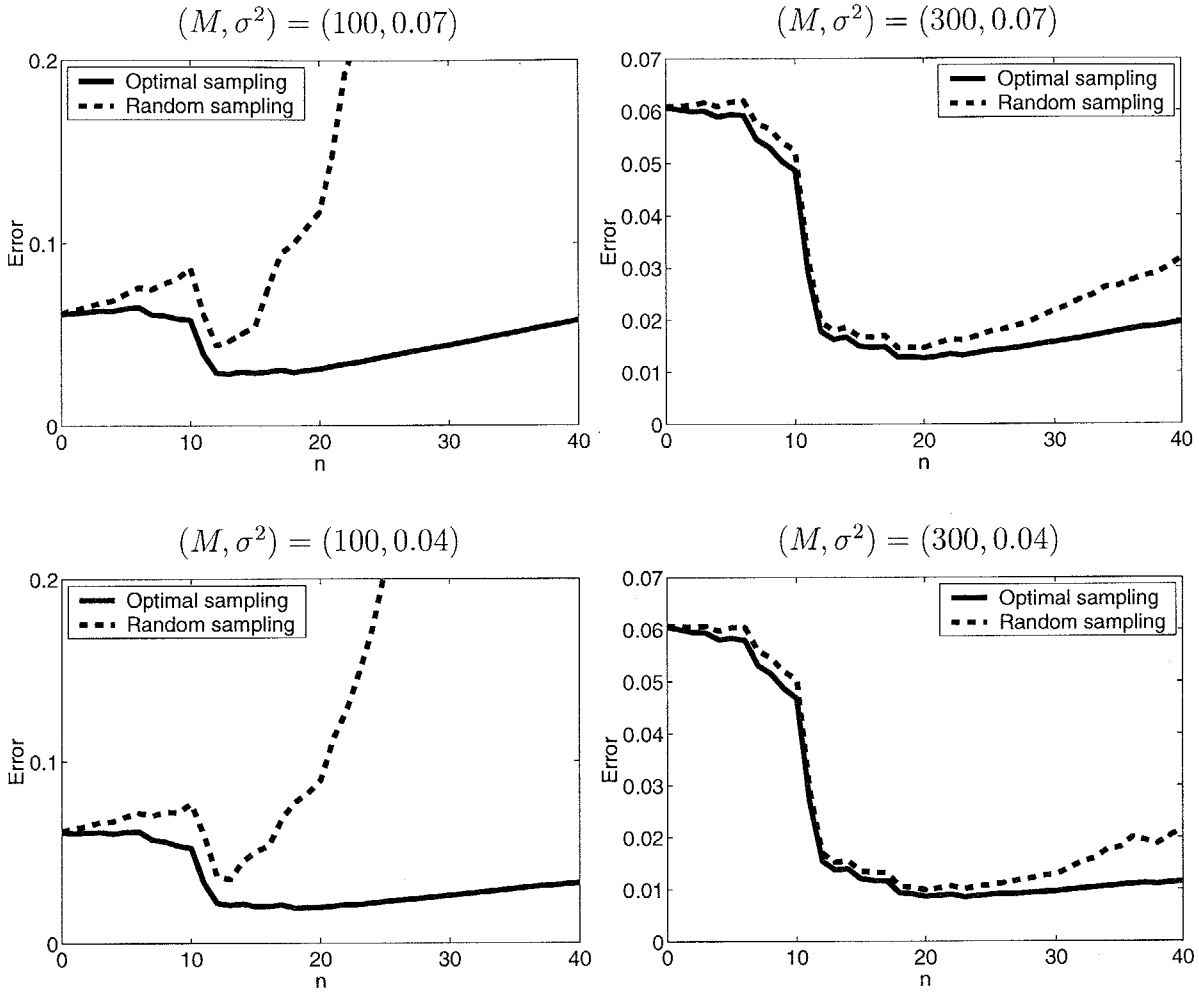 (M, σ²) = (100, 0.07)
0.2
0.1
0
Error
Optimal sampling
Random sampling
0 10 20 30 40
n
(M, σ²) = (300, 0.07)
0.07
0.06
0.05
0.04
0.03
0.02
0.01
0
Error
Optimal sampling
Random sampling
0 10 20 30 40
n
(M, σ²) = (100, 0.04)
0.2
0.1
0
Error
Optimal sampling
Random sampling
0 10 20 30 40
n
(M, σ²) = (300, 0.04)
0.07
0.06
0.05
0.04
0.03
0.02
0.01
0
Error
Optimal sampling
Random sampling
0 10 20 30 40
n